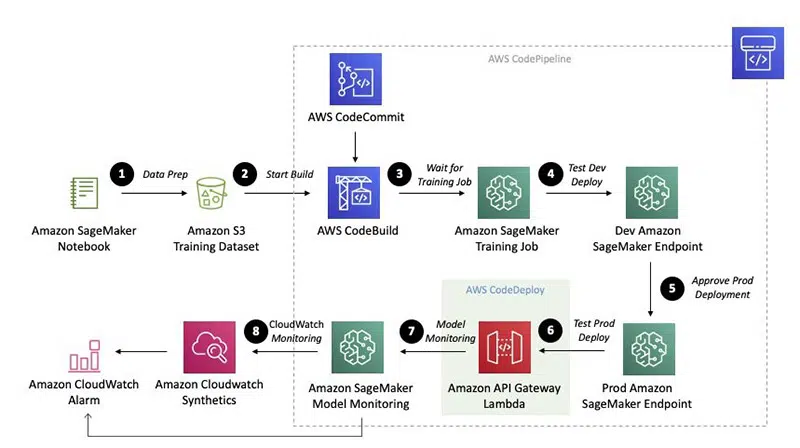 AWS CodePipeline
AWS CodeCommit
1
Data Prep
2
Start Build
3
Wait for
Training Job
4
Test Dev
Deploy
Amazon SageMaker
Notebook
Amazon S3
Training Dataset
AWS CodeBuild
Amazon SageMaker
Training Job
Dev Amazon
SageMaker Endpoint
5
Approve Prod
Deployment
AWS CodeDeploy
8
CloudWatch
Monitoring
7
Model
Monitoring
6
Test Prod
Deploy
Amazon CloudWatch
Alarm
Amazon Cloudwatch
Synthetics
Amazon SageMaker
Model Monitoring
Amazon API Gateway
Lambda
Prod Amazon
SageMaker Endpoint